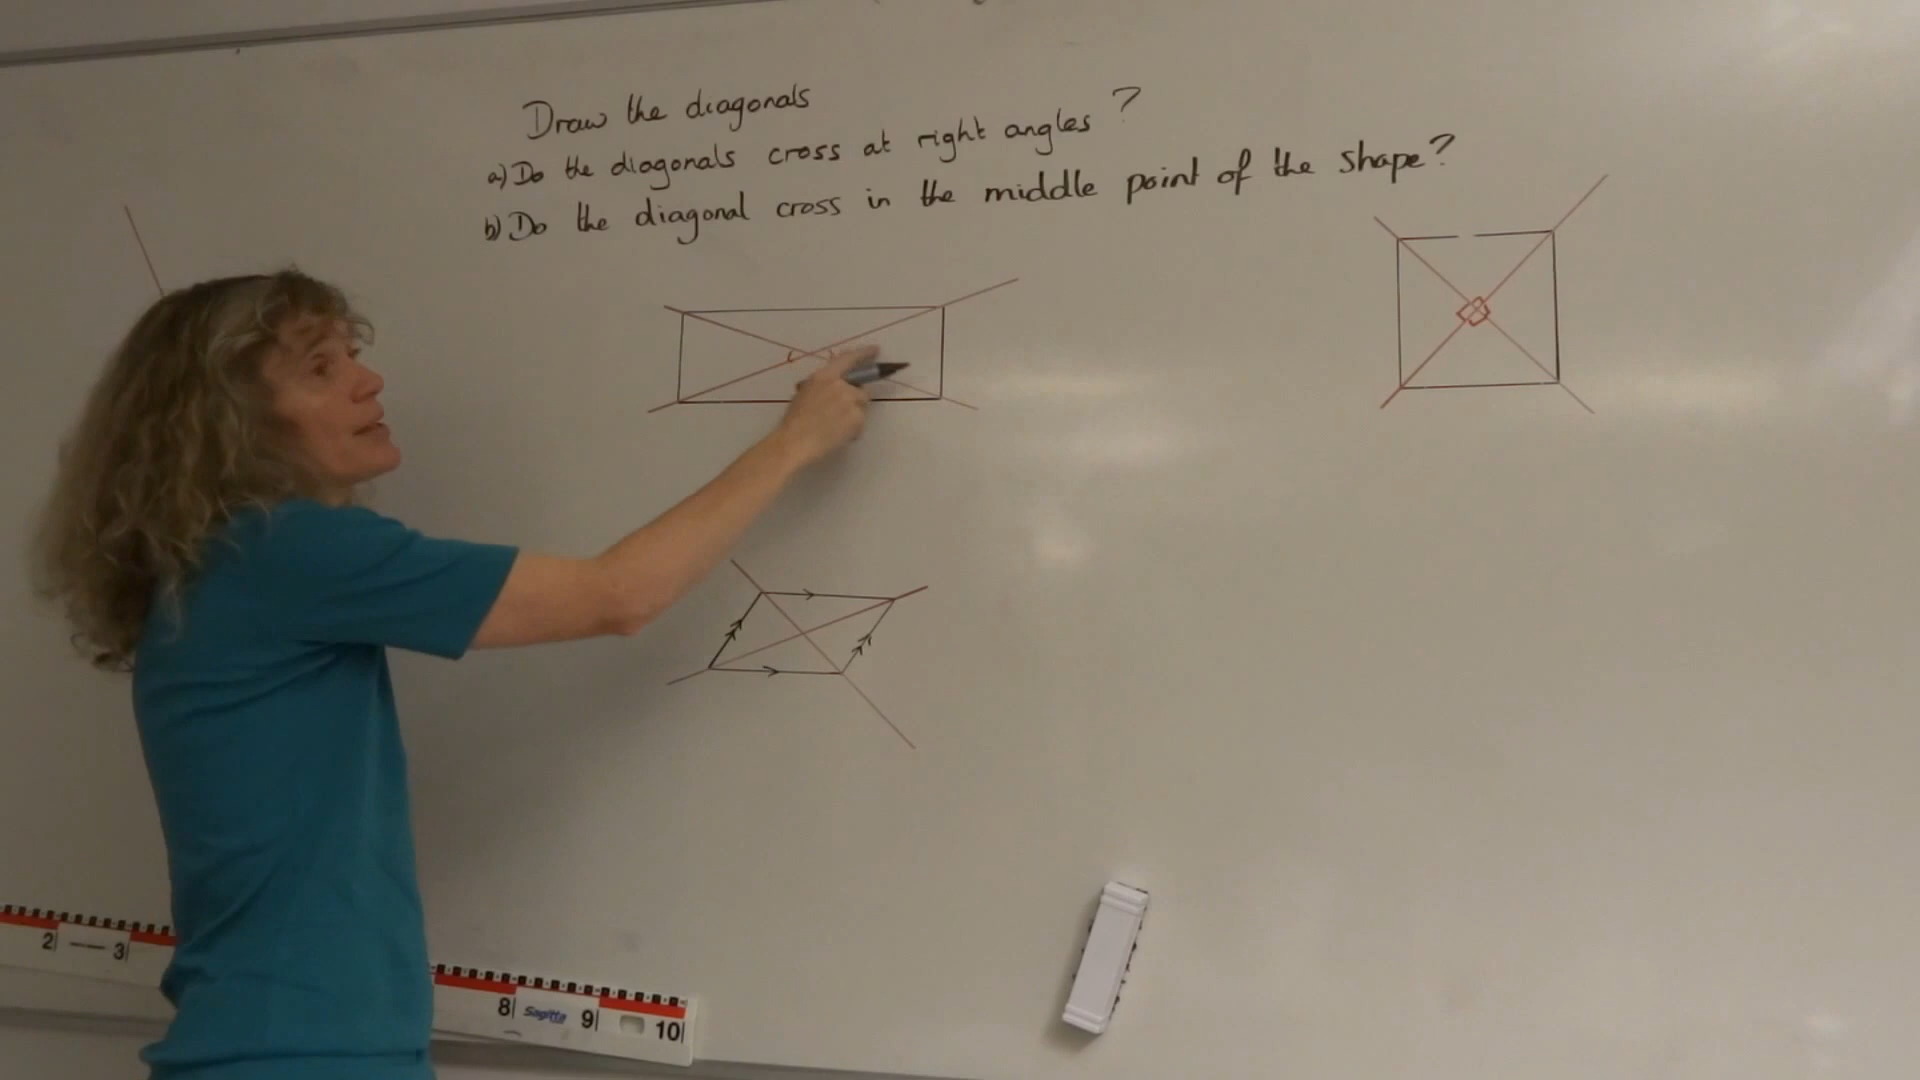 Draw the diagonals
a) Do the diagonals cross at right angles ?
b) Do the diagonal cross in the middle point of the shape?
2 3
8 Sagitta 9 10